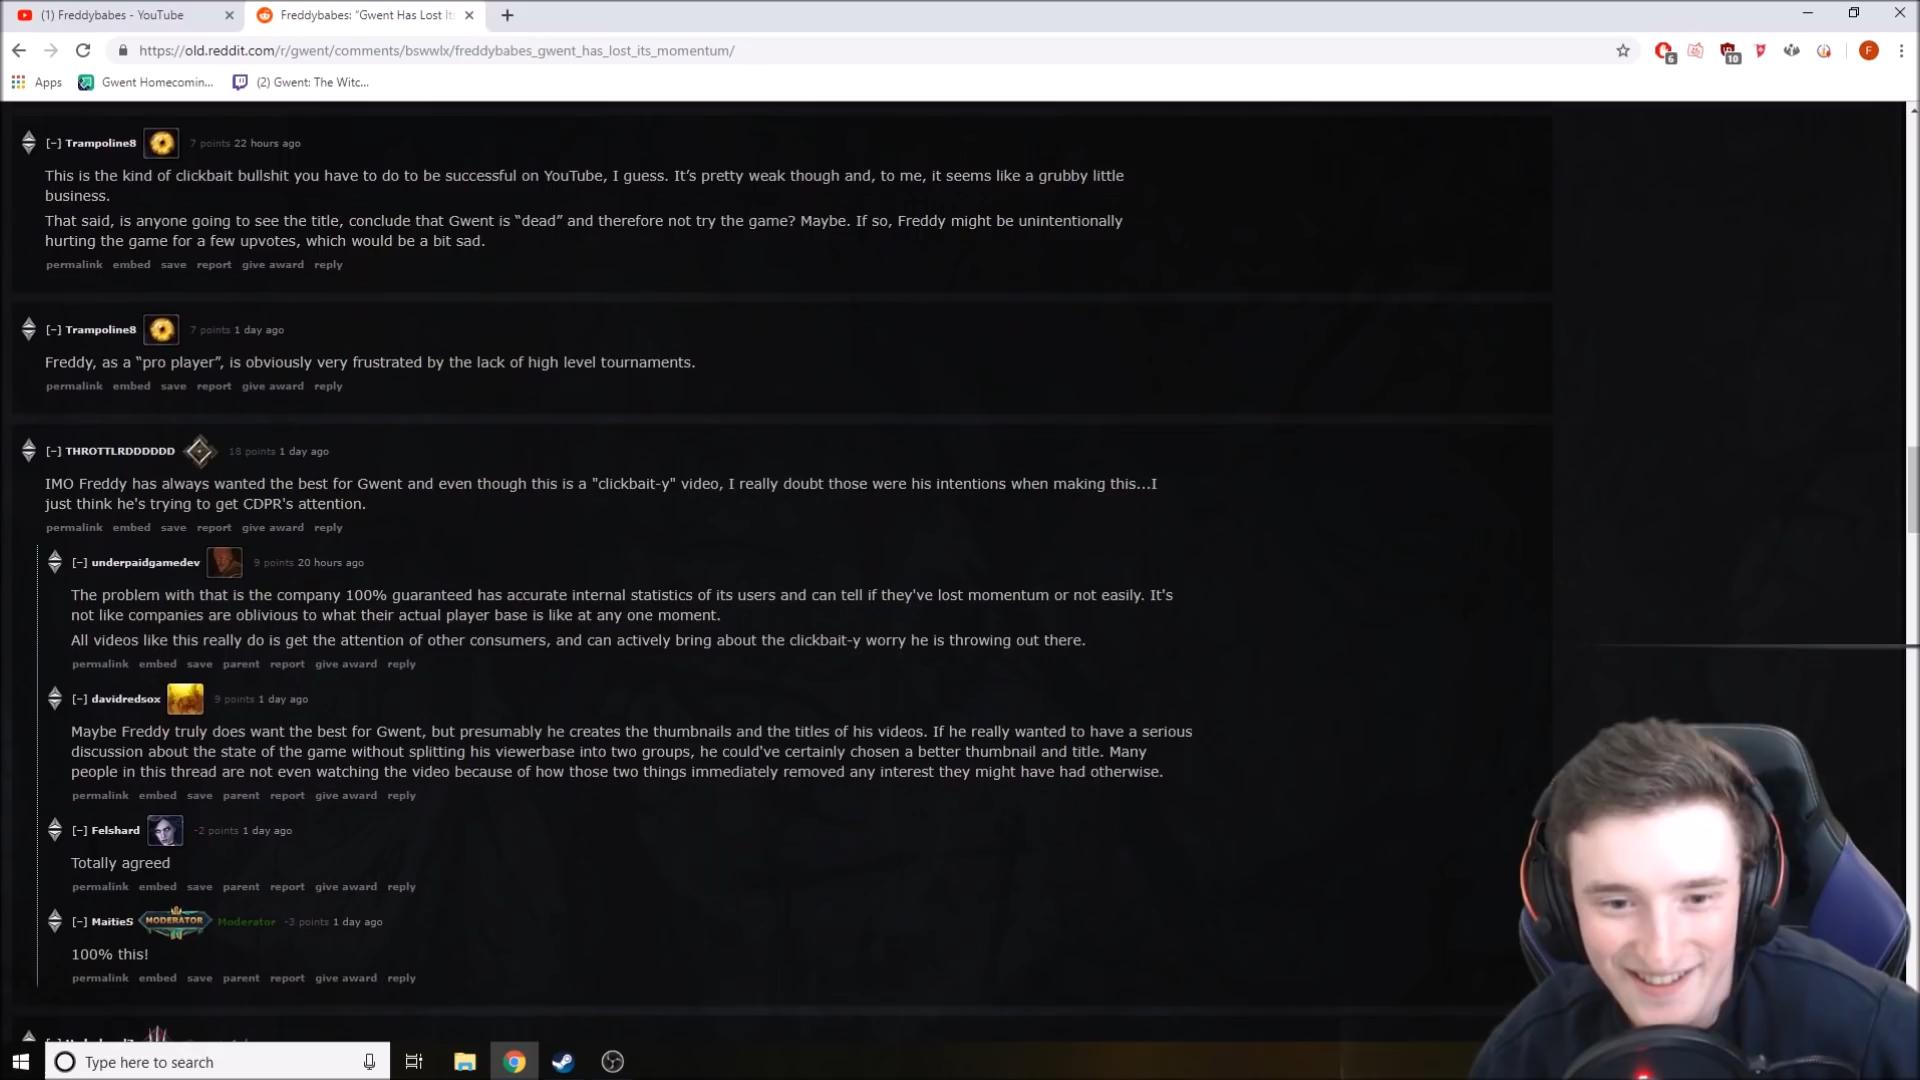 (1) Freddybabes - YouTube
Freddybabes: "Gwent Has Lost Its
https://old.reddit.com/r/gwent/comments/bswwlx/freddybabes_gwent_has_lost_its_momentum/
6
10
F
Apps
Gwent Homecomin...
(2) Gwent: The Witc...
[–] Trampoline8 7 points 22 hours ago
This is the kind of clickbait bullshit you have to do to be successful on YouTube, I guess. It’s pretty weak though and, to me, it seems like a grubby little
business.
That said, is anyone going to see the title, conclude that Gwent is “dead” and therefore not try the game? Maybe. If so, Freddy might be unintentionally
hurting the game for a few upvotes, which would be a bit sad.
permalink embed save report give award reply
[–] Trampoline8 7 points 1 day ago
Freddy, as a “pro player”, is obviously very frustrated by the lack of high level tournaments.
permalink embed save report give award reply
[–] THROTTLRDDDDDD 18 points 1 day ago
IMO Freddy has always wanted the best for Gwent and even though this is a "clickbait-y" video, I really doubt those were his intentions when making this...I
just think he's trying to get CDPR's attention.
permalink embed save report give award reply
[–] underpaidgamedev 9 points 20 hours ago
The problem with that is the company 100% guaranteed has accurate internal statistics of its users and can tell if they've lost momentum or not easily. It's
not like companies are oblivious to what their actual player base is like at any one moment.
All videos like this really do is get the attention of other consumers, and can actively bring about the clickbait-y worry he is throwing out there.
permalink embed save parent report give award reply
[–] davidredsox 9 points 1 day ago
Maybe Freddy truly does want the best for Gwent, but presumably he creates the thumbnails and the titles of his videos. If he really wanted to have a serious
discussion about the state of the game without splitting his viewerbase into two groups, he could've certainly chosen a better thumbnail and title. Many
people in this thread are not even watching the video because of how those two things immediately removed any interest they might have had otherwise.
permalink embed save parent report give award reply
[–] Felshard -2 points 1 day ago
Totally agreed
permalink embed save parent report give award reply
[–] MaitieS MODERATOR Moderator -3 points 1 day ago
100% this!
permalink embed save parent report give award reply
Type here to search